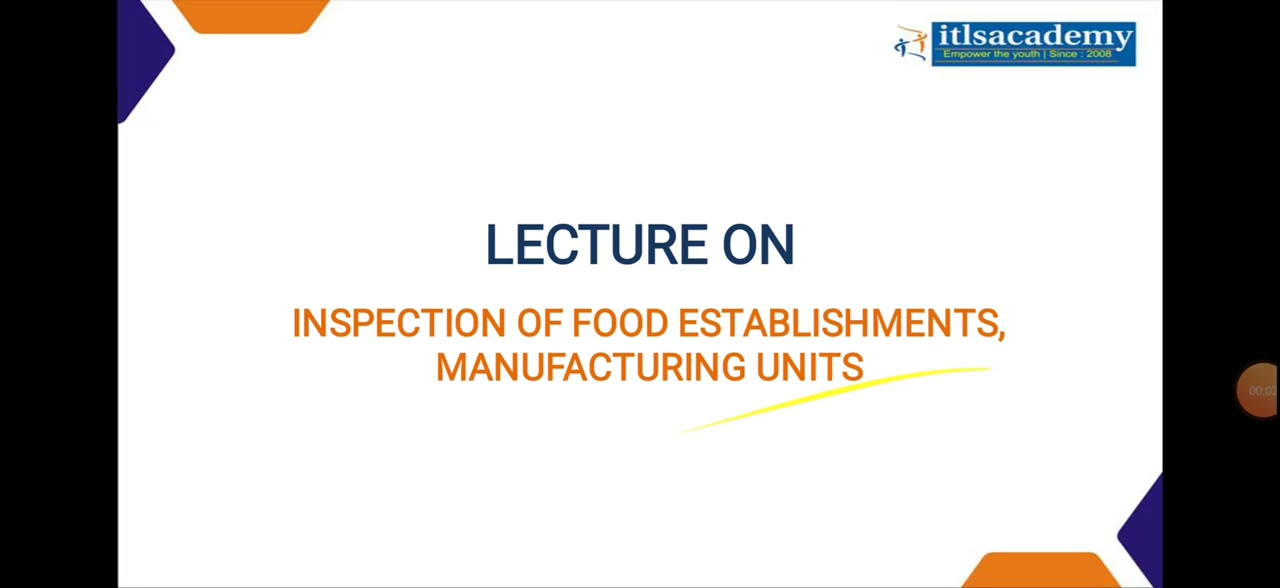 itlsacademy
Empower the youth | Since : 2008
LECTURE ON
INSPECTION OF FOOD ESTABLISHMENTS,
MANUFACTURING UNITS